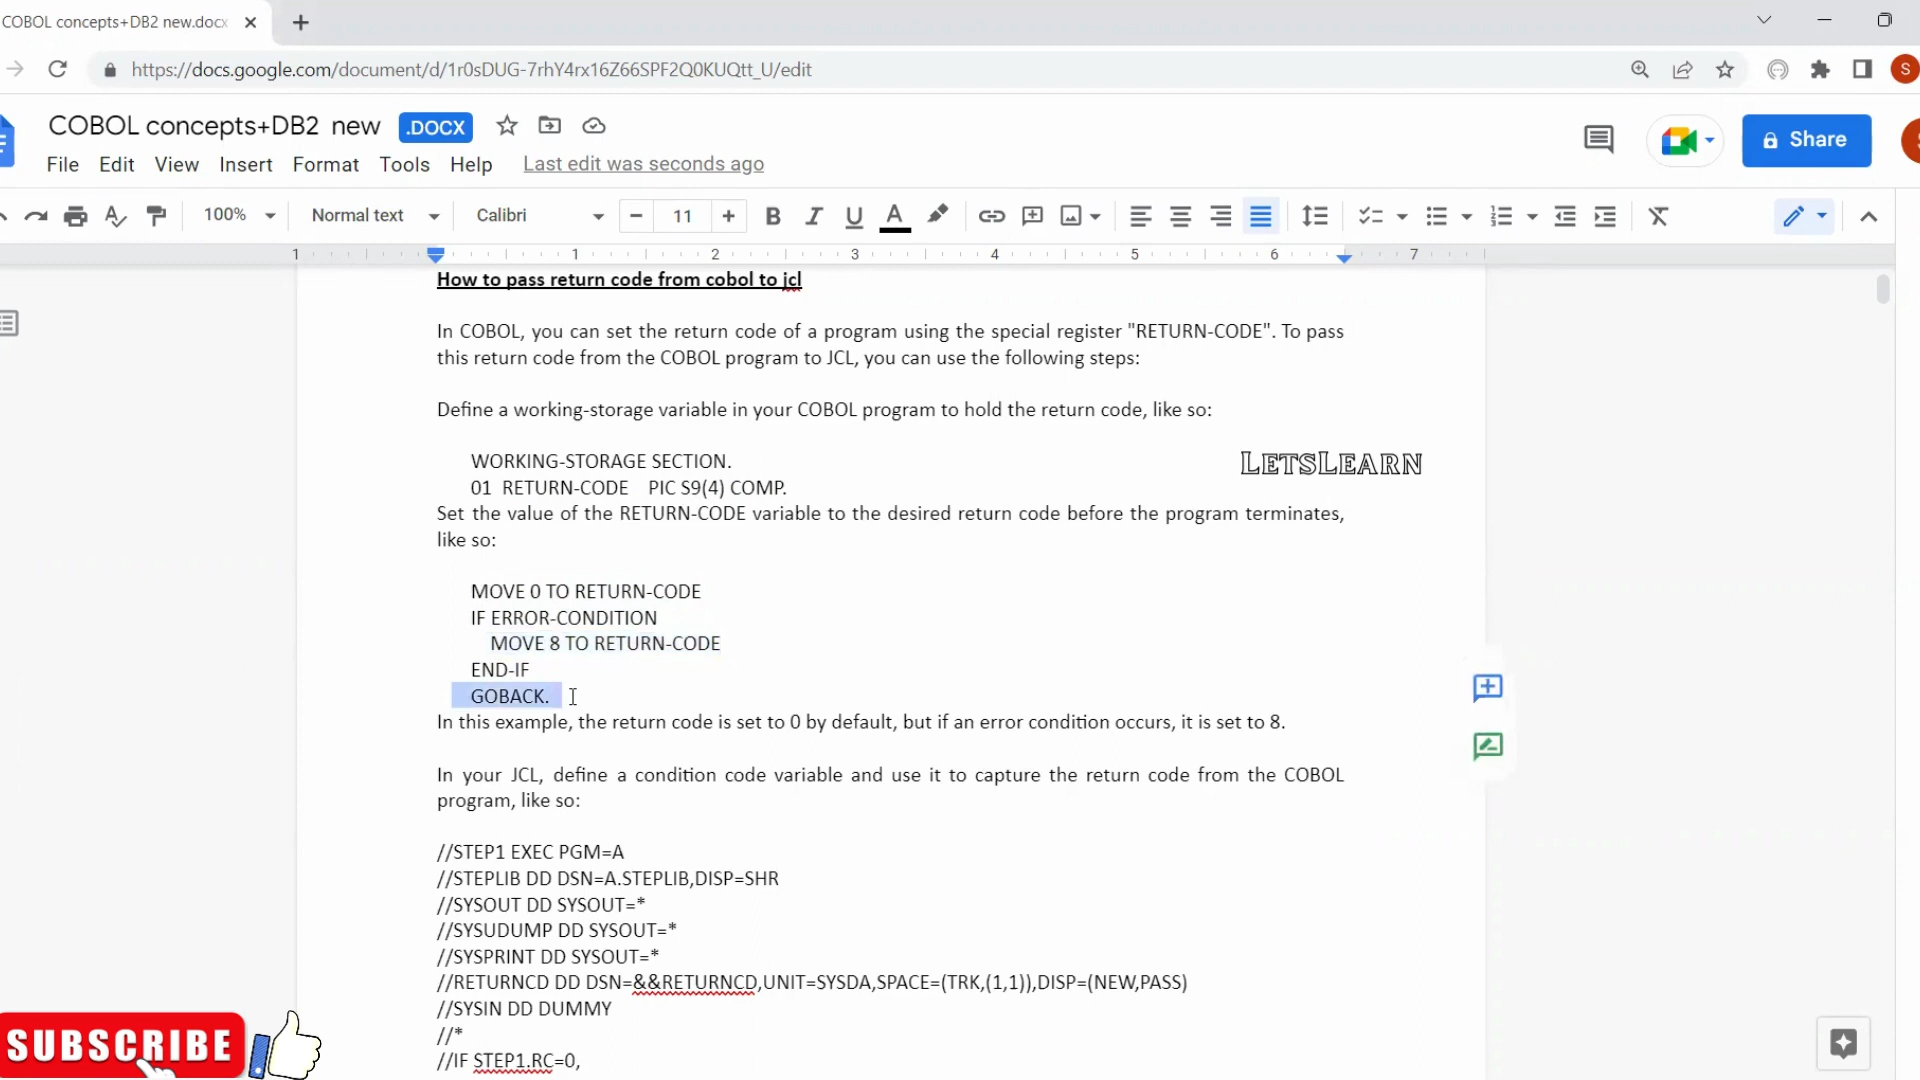 COBOL concepts+DB2 new.docx
https://docs.google.com/document/d/1r0sDUG-7rhY4rx16Z66SPF2Q0KUQtt_U/edit
S
COBOL concepts+DB2 new .DOCX
Share
File Edit View Insert Format Tools Help Last edit was seconds ago
100% Normal text Calibri 11 B I U A
1 1 2 3 4 5 6 7
How to pass return code from cobol to jcl
In COBOL, you can set the return code of a program using the special register "RETURN-CODE". To pass
this return code from the COBOL program to JCL, you can use the following steps:
Define a working-storage variable in your COBOL program to hold the return code, like so:
WORKING-STORAGE SECTION.
LETSLEARN
01 RETURN-CODE PIC S9(4) COMP.
Set the value of the RETURN-CODE variable to the desired return code before the program terminates,
like so:
MOVE 0 TO RETURN-CODE
IF ERROR-CONDITION
MOVE 8 TO RETURN-CODE
END-IF
GOBACK.
In this example, the return code is set to 0 by default, but if an error condition occurs, it is set to 8.
In your JCL, define a condition code variable and use it to capture the return code from the COBOL
program, like so:
//STEP1 EXEC PGM=A
//STEPLIB DD DSN=A.STEPLIB,DISP=SHR
//SYSOUT DD SYSOUT=*
//SYSUDUMP DD SYSOUT=*
//SYSPRINT DD SYSOUT=*
//RETURNCD DD DSN=&&RETURNCD,UNIT=SYSDA,SPACE=(TRK,(1,1)),DISP=(NEW,PASS)
//SYSIN DD DUMMY
//*
//IF STEP1.RC=0,
SUBSCRIBE